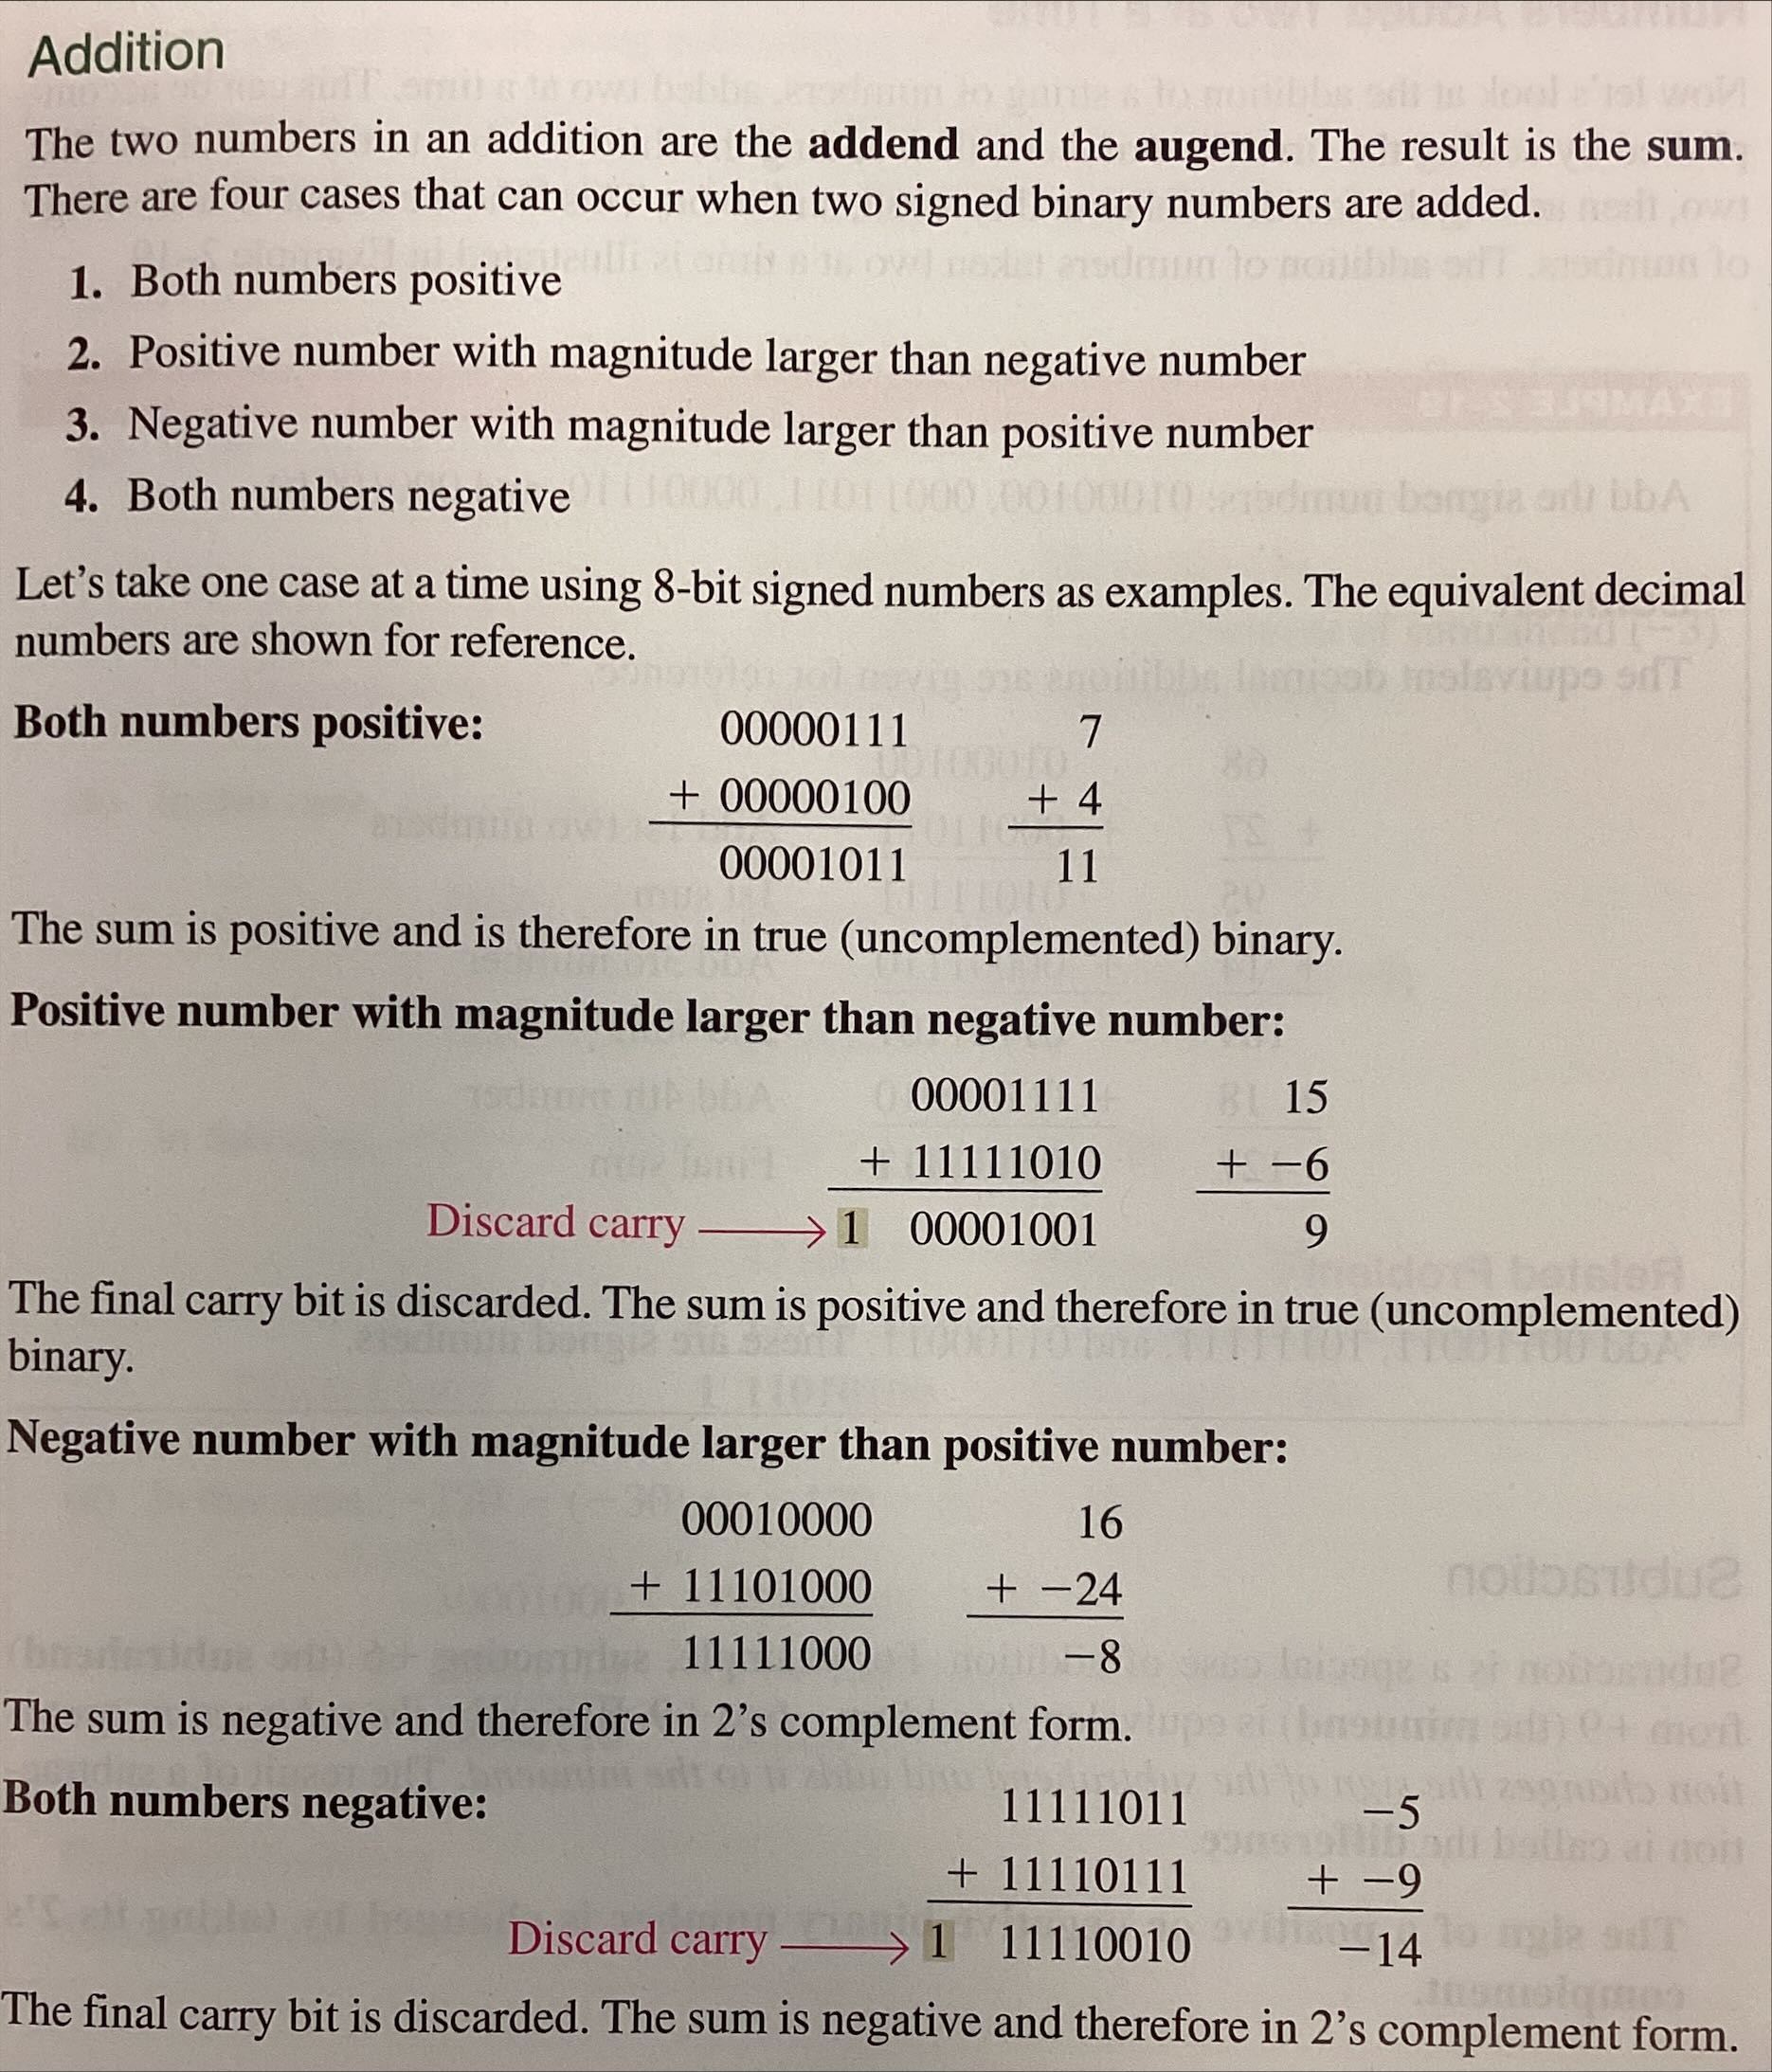 Addition
The two numbers in an addition are the addend and the augend. The result is the sum.
There are four cases that can occur when two signed binary numbers are added.
1. Both numbers positive
2. Positive number with magnitude larger than negative number
3. Negative number with magnitude larger than positive number
4. Both numbers negative
Let's take one case at a time using 8-bit signed numbers as examples. The equivalent decimal
numbers are shown for reference.
Both numbers positive: 00000111 7
+ 00000100 + 4
00001011 11
The sum is positive and is therefore in true (uncomplemented) binary.
Positive number with magnitude larger than negative number:
00001111 15
+ 11111010 + −6
Discard carry → 1 00001001 9
The final carry bit is discarded. The sum is positive and therefore in true (uncomplemented)
binary.
Negative number with magnitude larger than positive number:
00010000 16
+ 11101000 + −24
11111000 −8
The sum is negative and therefore in 2's complement form.
Both numbers negative: 11111011 −5
+ 11110111 + −9
Discard carry → 1 11110010 −14
The final carry bit is discarded. The sum is negative and therefore in 2's complement form.